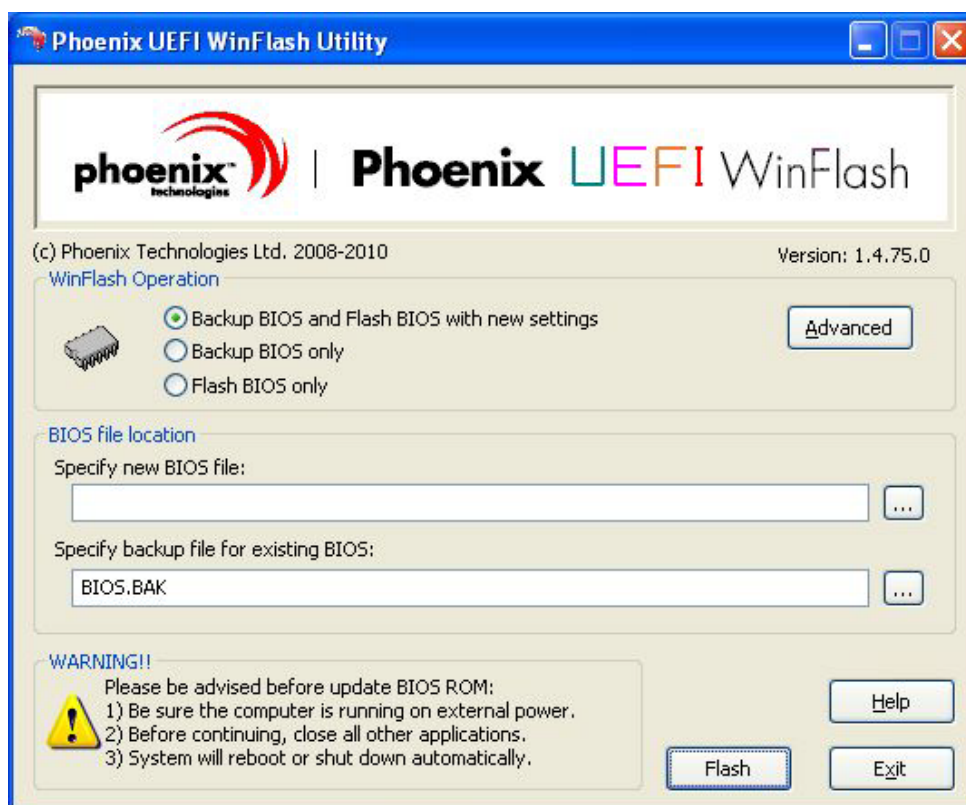 Phoenix UEFI WinFlash Utility
phoenix™ technologies | Phoenix UEFI WinFlash
(c) Phoenix Technologies Ltd. 2008-2010
Version: 1.4.75.0
WinFlash Operation
Backup BIOS and Flash BIOS with new settings
Advanced
Backup BIOS only
Flash BIOS only
BIOS file location
Specify new BIOS file:
...
Specify backup file for existing BIOS:
BIOS.BAK
...
WARNING!!
Please be advised before update BIOS ROM:
1) Be sure the computer is running on external power.
2) Before continuing, close all other applications.
3) System will reboot or shut down automatically.
Help
Flash
Exit